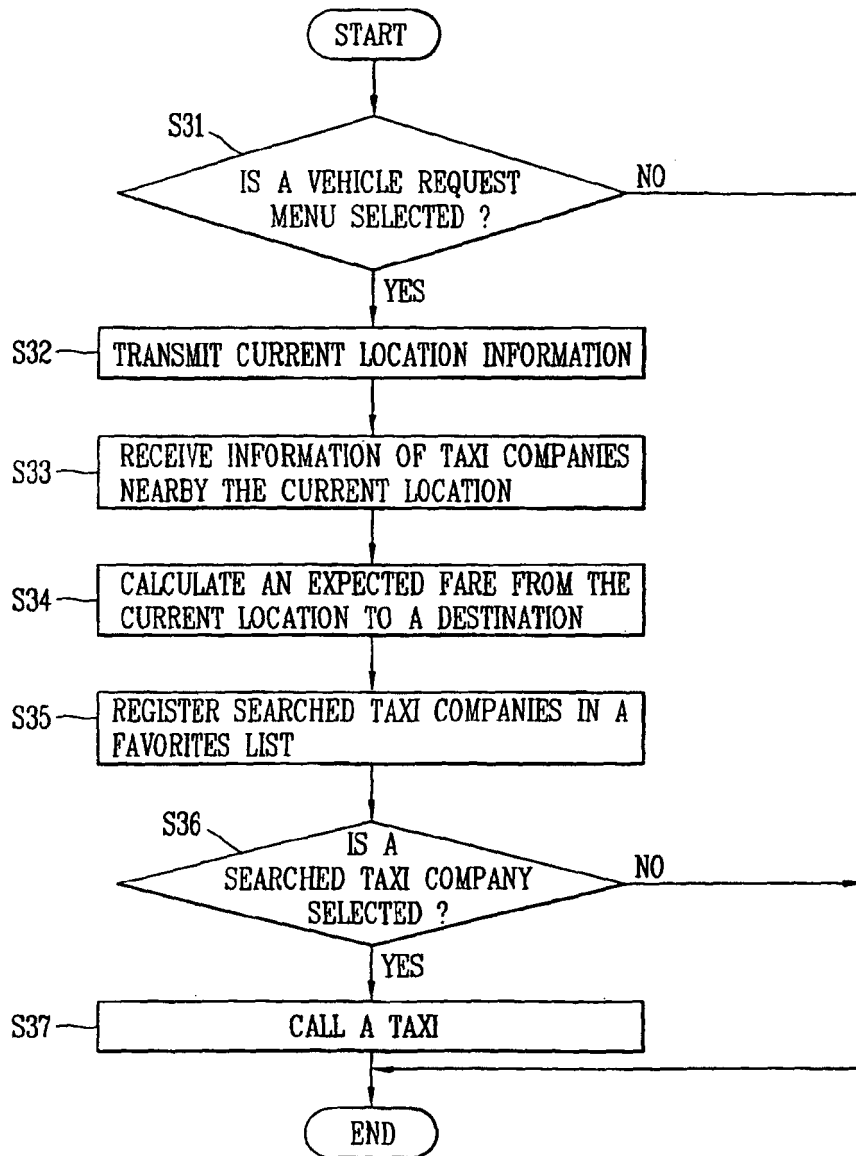 START
S31
IS A VEHICLE REQUEST
MENU SELECTED ?
NO
YES
S32
TRANSMIT CURRENT LOCATION INFORMATION
S33
RECEIVE INFORMATION OF TAXI COMPANIES
NEARBY THE CURRENT LOCATION
S34
CALCULATE AN EXPECTED FARE FROM THE
CURRENT LOCATION TO A DESTINATION
S35
REGISTER SEARCHED TAXI COMPANIES IN A
FAVORITES LIST
S36
IS A
SEARCHED TAXI COMPANY
SELECTED ?
NO
YES
S37
CALL A TAXI
END